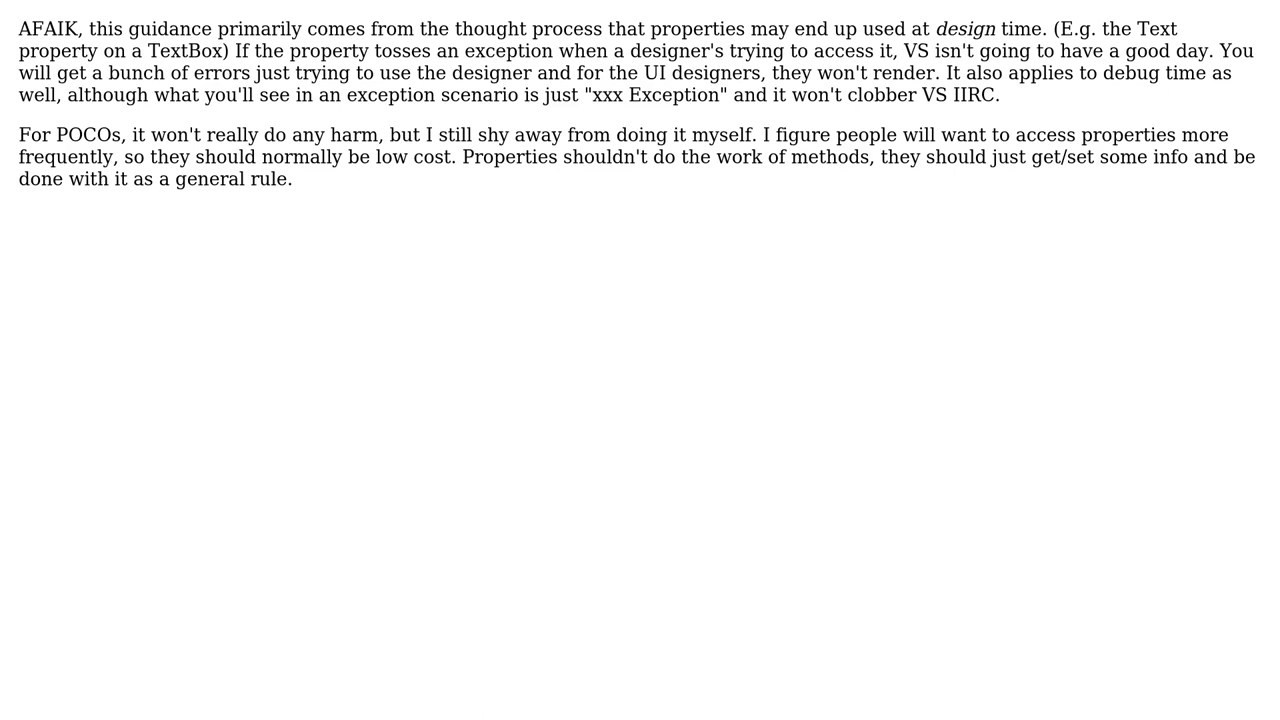 AFAIK, this guidance primarily comes from the thought process that properties may end up used at design time. (E.g. the Text
property on a TextBox) If the property tosses an exception when a designer's trying to access it, VS isn't going to have a good day. You
will get a bunch of errors just trying to use the designer and for the UI designers, they won't render. It also applies to debug time as
well, although what you'll see in an exception scenario is just "xxx Exception" and it won't clobber VS IIRC.
For POCOs, it won't really do any harm, but I still shy away from doing it myself. I figure people will want to access properties more
frequently, so they should normally be low cost. Properties shouldn't do the work of methods, they should just get/set some info and be
done with it as a general rule.